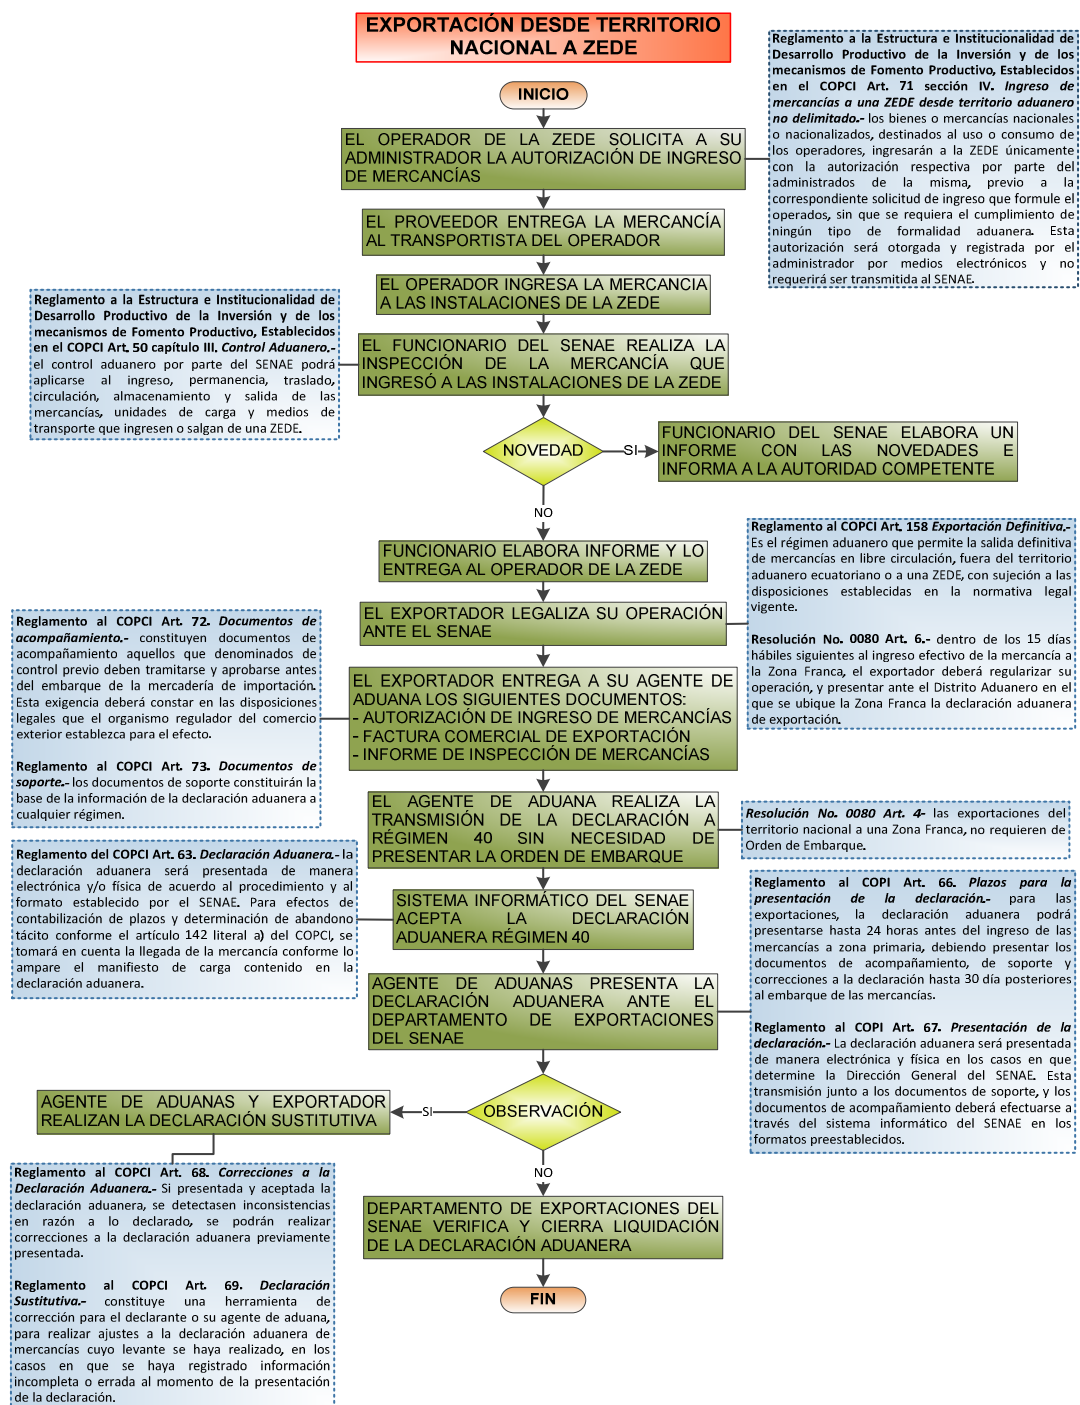 EXPORTACIÓN DESDE TERRITORIO
NACIONAL A ZEDE
INICIO
EL OPERADOR DE LA ZEDE SOLICITA A SU
ADMINISTRADOR LA AUTORIZACIÓN DE INGRESO
DE MERCANCÍAS
Reglamento a la Estructura e Institucionalidad de
Desarrollo Productivo de la Inversión y de los
mecanismos de Fomento Productivo, Establecidos
en el COPCI Art. 71 sección IV. Ingreso de
mercancías a una ZEDE desde territorio aduanero
no delimitado.- los bienes o mercancías nacionales
o nacionalizados, destinados al uso o consumo de
los operadores, ingresarán a la ZEDE únicamente
con la autorización respectiva por parte del
administrados de la misma, previo a la
correspondiente solicitud de ingreso que formule el
operados, sin que se requiera el cumplimiento de
ningún tipo de formalidad aduanera. Esta
autorización será otorgada y registrada por el
administrador por medios electrónicos y no
requerirá ser transmitida al SENAE.
EL PROVEEDOR ENTREGA LA MERCANCÍA
AL TRANSPORTISTA DEL OPERADOR
EL OPERADOR INGRESA LA MERCANCIA
A LAS INSTALACIONES DE LA ZEDE
Reglamento a la Estructura e Institucionalidad de
Desarrollo Productivo de la Inversión y de los
mecanismos de Fomento Productivo, Establecidos
en el COPCI Art. 50 capítulo III. Control Aduanero.-
el control aduanero por parte del SENAE podrá
aplicarse al ingreso, permanencia, traslado,
circulación, almacenamiento y salida de las
mercancías, unidades de carga y medios de
transporte que ingresen o salgan de una ZEDE.
EL FUNCIONARIO DEL SENAE REALIZA LA
INSPECCIÓN DE LA MERCANCÍA QUE
INGRESÓ A LAS INSTALACIONES DE LA ZEDE
NOVEDAD
SI
FUNCIONARIO DEL SENAE ELABORA UN
INFORME CON LAS NOVEDADES E
INFORMA A LA AUTORIDAD COMPETENTE
NO
FUNCIONARIO ELABORA INFORME Y LO
ENTREGA AL OPERADOR DE LA ZEDE
EL EXPORTADOR LEGALIZA SU OPERACIÓN
ANTE EL SENAE
Reglamento al COPCI Art. 158 Exportación Definitiva.-
Es el régimen aduanero que permite la salida definitiva
de mercancías en libre circulación, fuera del territorio
aduanero ecuatoriano o a una ZEDE, con sujeción a las
disposiciones establecidas en la normativa legal
vigente.
Resolución No. 0080 Art. 6.- dentro de los 15 días
hábiles siguientes al ingreso efectivo de la mercancía a
la Zona Franca, el exportador deberá regularizar su
operación, y presentar ante el Distrito Aduanero en el
que se ubique la Zona Franca la declaración aduanera
de exportación.
Reglamento al COPCI Art. 72. Documentos de
acompañamiento.- constituyen documentos de
acompañamiento aquellos que denominados de
control previo deben tramitarse y aprobarse antes
del embarque de la mercadería de importación.
Esta exigencia deberá constar en las disposiciones
legales que el organismo regulador del comercio
exterior establezca para el efecto.
Reglamento al COPCI Art. 73. Documentos de
soporte.- los documentos de soporte constituirán la
base de la información de la declaración aduanera a
cualquier régimen.
EL EXPORTADOR ENTREGA A SU AGENTE DE
ADUANA LOS SIGUIENTES DOCUMENTOS:
- AUTORIZACIÓN DE INGRESO DE MERCANCÍAS
- FACTURA COMERCIAL DE EXPORTACIÓN
- INFORME DE INSPECCIÓN DE MERCANCÍAS
EL AGENTE DE ADUANA REALIZA LA
TRANSMISIÓN DE LA DECLARACIÓN A
RÉGIMEN 40 SIN NECESIDAD DE
PRESENTAR LA ORDEN DE EMBARQUE
Resolución No. 0080 Art. 4- las exportaciones del
territorio nacional a una Zona Franca, no requieren de
Orden de Embarque.
Reglamento del COPCI Art. 63. Declaración Aduanera.- la
declaración aduanera será presentada de manera
electrónica y/o física de acuerdo al procedimiento y al
formato establecido por el SENAE. Para efectos de
contabilización de plazos y determinación de abandono
tácito conforme el artículo 142 literal a) del COPCI, se
tomará en cuenta la llegada de la mercancía conforme lo
ampare el manifiesto de carga contenido en la
declaración aduanera.
SISTEMA INFORMÁTICO DEL SENAE
ACEPTA LA DECLARACIÓN
ADUANERA RÉGIMEN 40
AGENTE DE ADUANAS PRESENTA LA
DECLARACIÓN ADUANERA ANTE EL
DEPARTAMENTO DE EXPORTACIONES
DEL SENAE
Reglamento al COPI Art. 66. Plazos para la
presentación de la declaración.- para las
exportaciones, la declaración aduanera podrá
presentarse hasta 24 horas antes del ingreso de las
mercancías a zona primaria, debiendo presentar los
documentos de acompañamiento, de soporte y
correcciones a la declaración hasta 30 día posteriores
al embarque de las mercancías.
Reglamento al COPI Art. 67. Presentación de la
declaración.- La declaración aduanera será presentada
de manera electrónica y física en los casos en que
determine la Dirección General del SENAE. Esta
transmisión junto a los documentos de soporte, y los
documentos de acompañamiento deberá efectuarse a
través del sistema informático del SENAE en los
formatos preestablecidos.
OBSERVACIÓN
SI
AGENTE DE ADUANAS Y EXPORTADOR
REALIZAN LA DECLARACIÓN SUSTITUTIVA
Reglamento al COPCI Art. 68. Correcciones a la
Declaración Aduanera.- Si presentada y aceptada la
declaración aduanera, se detectasen inconsistencias
en razón a lo declarado, se podrán realizar
correcciones a la declaración aduanera previamente
presentada.
Reglamento al COPCI Art. 69. Declaración
Sustitutiva.- constituye una herramienta de
corrección para el declarante o su agente de aduana,
para realizar ajustes a la declaración aduanera de
mercancías cuyo levante se haya realizado, en los
casos en que se haya registrado información
incompleta o errada al momento de la presentación
de la declaración.
NO
DEPARTAMENTO DE EXPORTACIONES DEL
SENAE VERIFICA Y CIERRA LIQUIDACIÓN
DE LA DECLARACIÓN ADUANERA
FIN